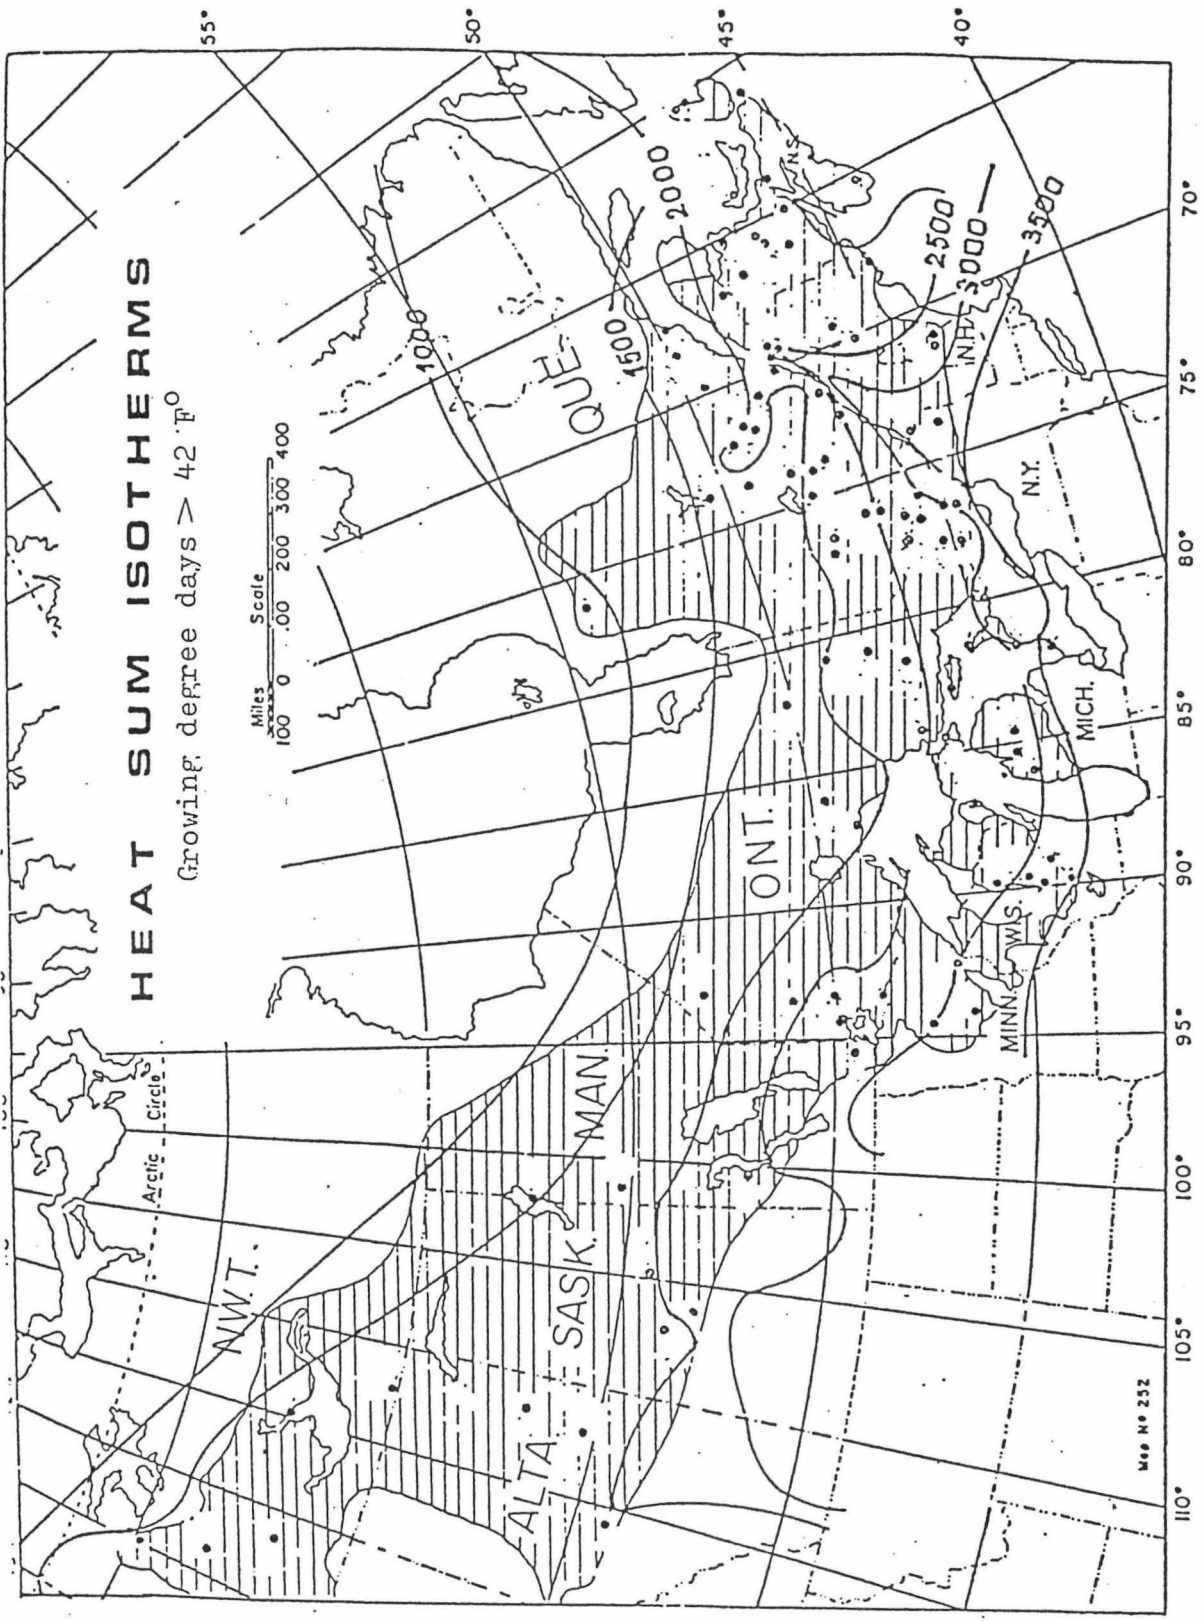 HEAT SUM ISOTHERMS
Growing degree days > 42 F°
Miles Scale
100 0 100 200 300 400
55°
50°
45°
40°
Arctic Circle
N.W.T.
1000
QUE
1500
2000
N.S.
2500
3000
3500
N.H.
N.Y.
ONT.
MICH.
WIS.
MINN.
MAN.
SASK.
ALTA
70°
75°
80°
85°
90°
95°
100°
105°
110°
Map Nº 252